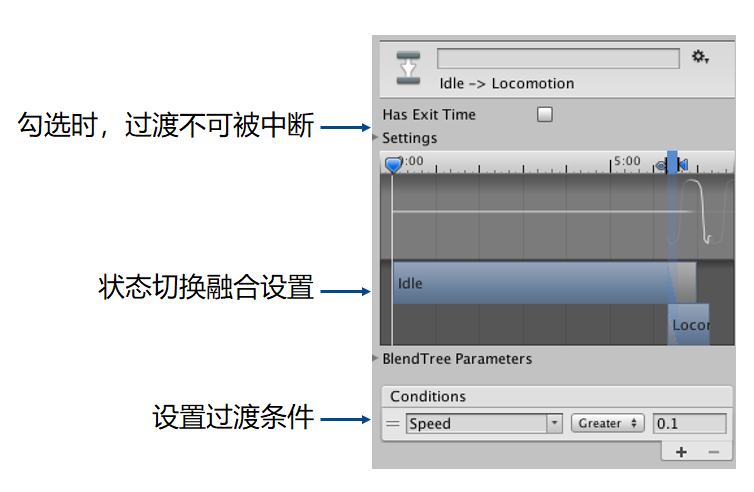 Idle -> Locomotion
Has Exit Time
勾选时，过渡不可被中断
Settings
0:00 5:00
状态切换融合设置
Idle
Locon
BlendTree Parameters
Conditions
设置过渡条件
Speed Greater 0.1
+ −